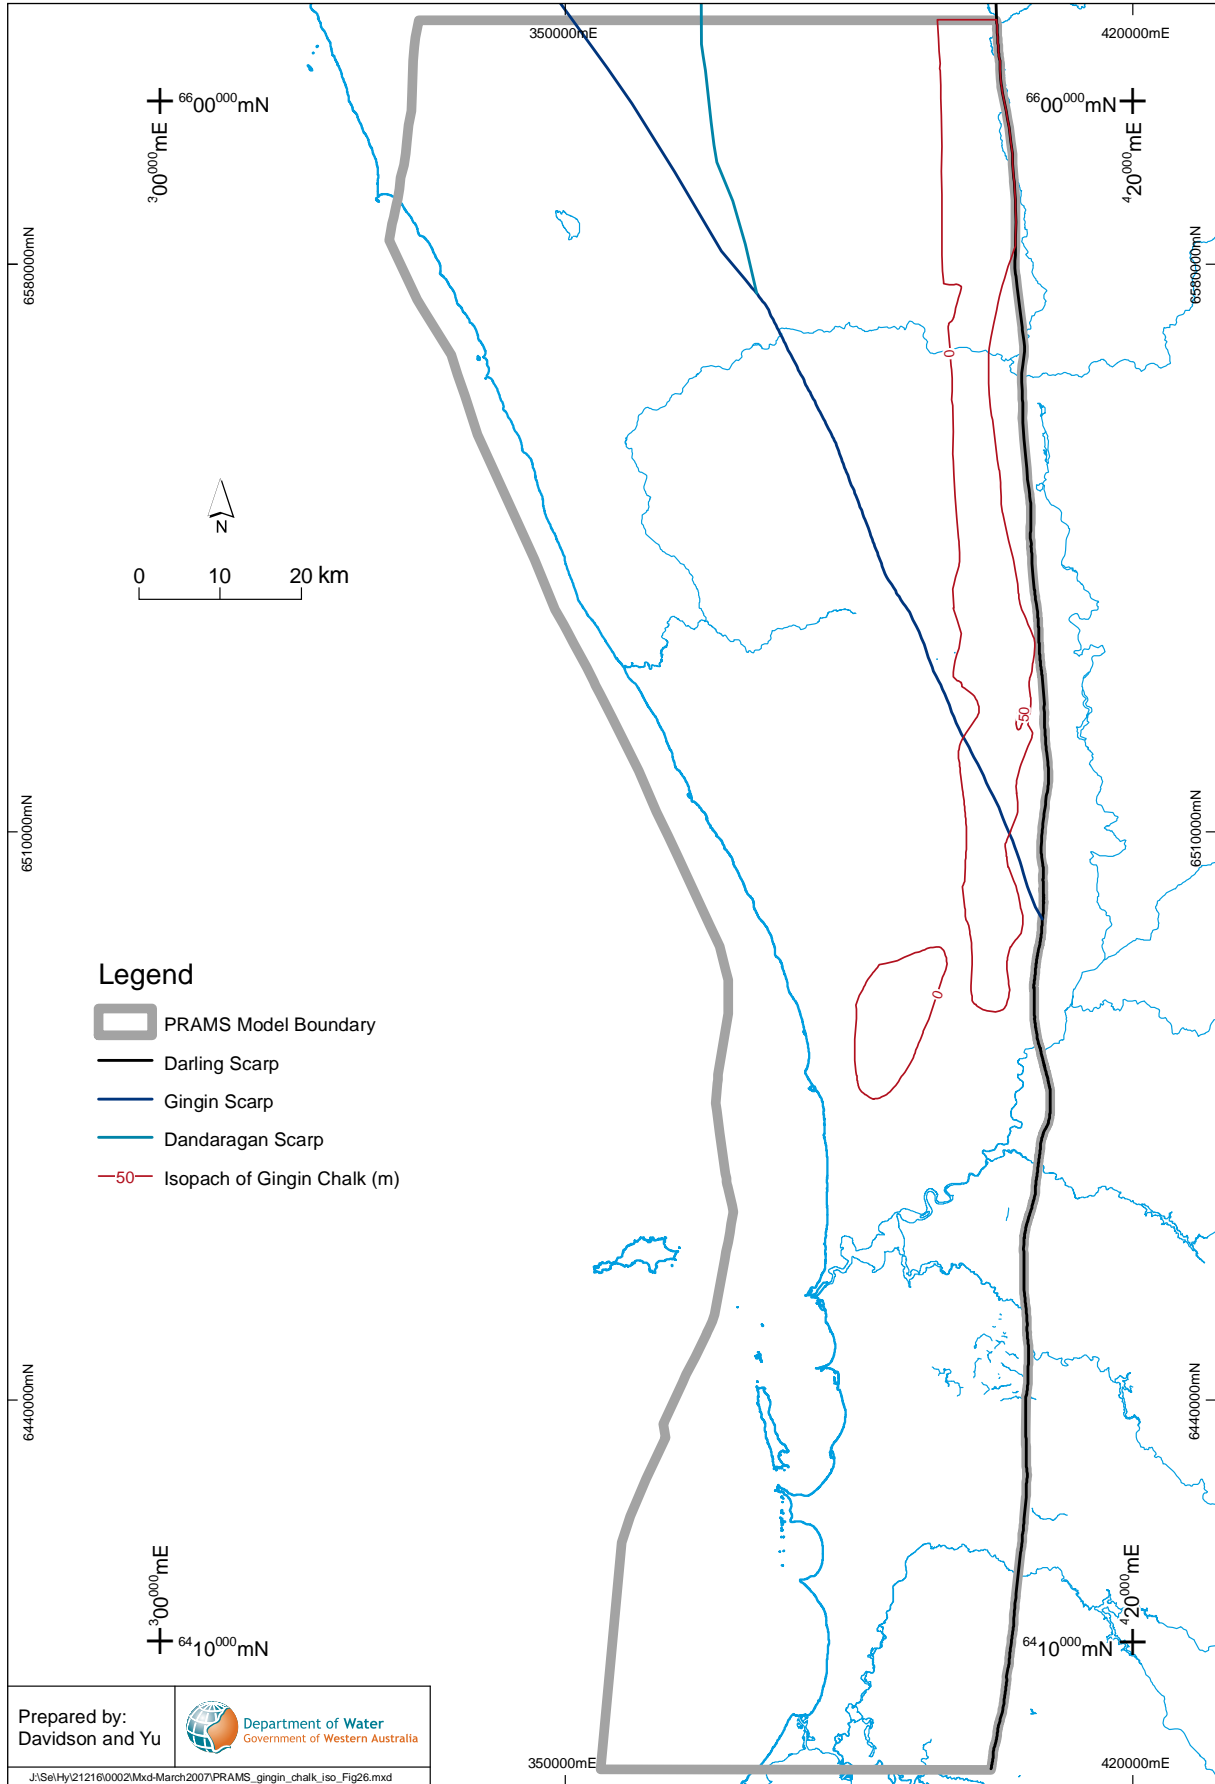 350000mE
420000mE
6600000mN
6600000mN
300000mE
420000mE
6580000mN
6580000mN
0
N
0 10 20 km
50
6510000mN
6510000mN
0
Legend
PRAMS Model Boundary
Darling Scarp
Gingin Scarp
Dandaragan Scarp
50 Isopach of Gingin Chalk (m)
6440000mN
6440000mN
300000mE
420000mE
6410000mN
6410000mN
Prepared by:
Davidson and Yu
Department of Water
Government of Western Australia
350000mE
420000mE
J:\Se\Hy\21216\0002\Mxd-March2007\PRAMS_gingin_chalk_iso_Fig26.mxd